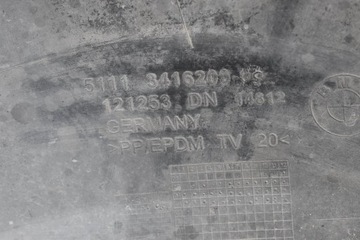 5111 3416209
121253 DN
GERMANY
>PP/EPDM TV 20<